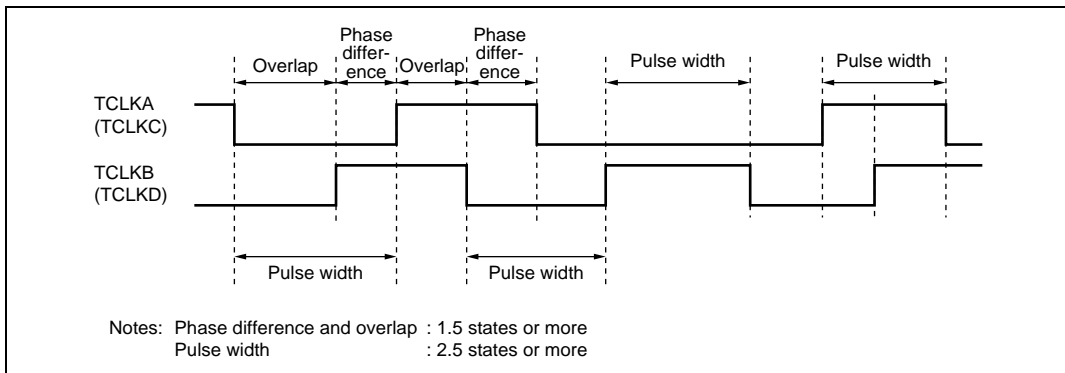 Phase differ- ence
Phase differ- ence
Overlap
Overlap
Pulse width
Pulse width
TCLKA
(TCLKC)
TCLKB
(TCLKD)
Pulse width
Pulse width
Notes: Phase difference and overlap : 1.5 states or more
Pulse width : 2.5 states or more